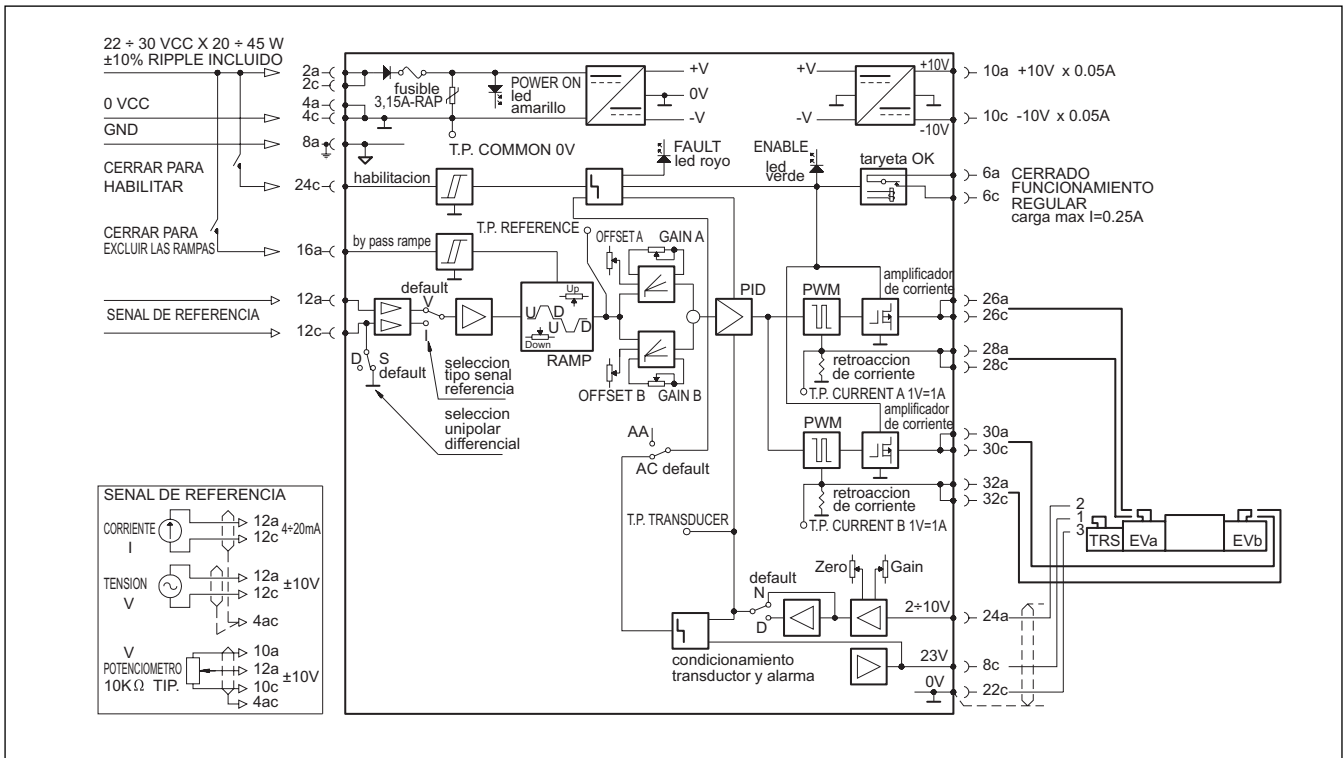 22 ÷ 30 VCC X 20 ÷ 45 W
±10% RIPPLE INCLUIDO
2a
2c
0 VCC
4a
4c
GND
8a
CERRAR PARA
HABILITAR
24c
CERRAR PARA
EXCLUIR LAS RAMPAS
16a
12a
SENAL DE REFERENCIA
12c
fusible
3,15A-RAP
POWER ON
led
amarillo
+V
0V
-V
+V
-V
+10V
-10V
10a +10V x 0.05A
10c -10V x 0.05A
T.P. COMMON 0V
FAULT
led royo
ENABLE
led
verde
taryeta OK
6a CERRADO
FUNCIONAMIENTO
6c REGULAR
carga max I=0.25A
habilitacion
T.P. REFERENCE
OFFSET A
GAIN A
by pass rampe
default
V
I
Up
U D
U D
Down
RAMP
D S
default
seleccion
tipo senal
referencia
seleccion
unipolar
differencial
OFFSET B
GAIN B
PID
PWM
amplificador
de corriente
26a
26c
28a
28c
retroaccion
de corriente
T.P. CURRENT A 1V=1A
amplificador
de corriente
PWM
30a
30c
32a
32c
retroaccion
de corriente
T.P. CURRENT B 1V=1A
AA
AC default
T.P. TRANSDUCER
2
1
3
TRS
EVa
EVb
Zero
Gain
default
N
D
2÷10V
24a
23V
8c
0V
22c
condicionamiento
transductor y alarma
SENAL DE REFERENCIA
CORRIENTE
I
12a
12c
4÷20mA
TENSION
V
12a
12c
±10V
4ac
V
POTENCIOMETRO
10KΩ TIP.
10a
12a
10c
±10V
4ac